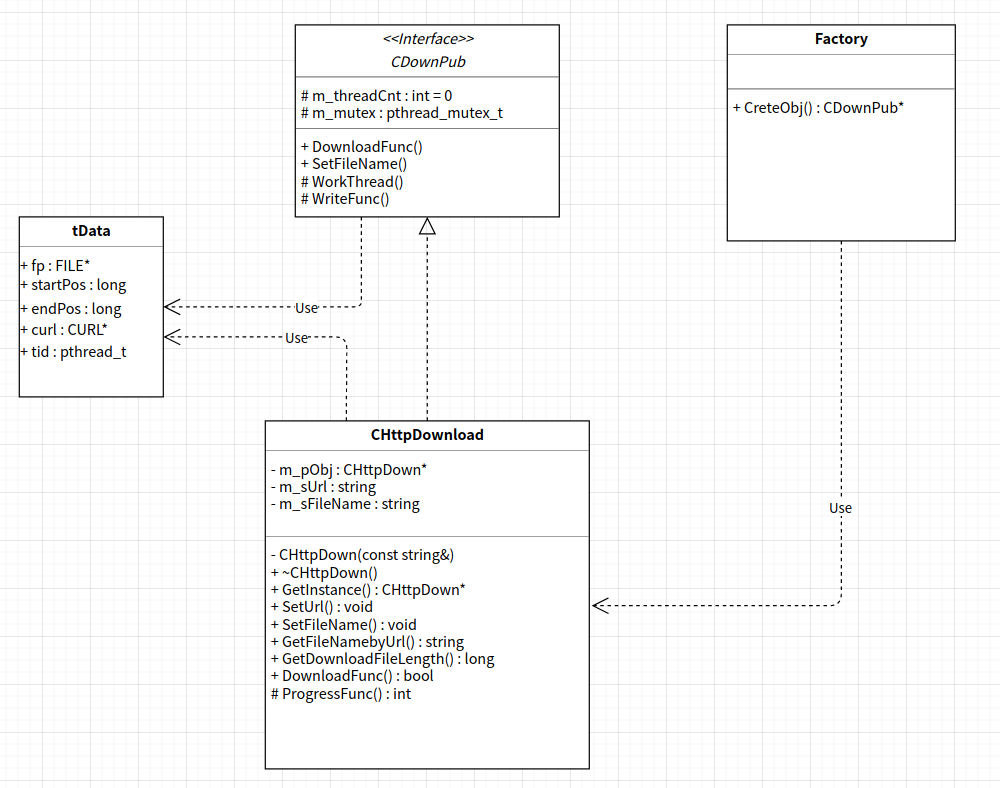 <<Interface>>
CDownPub
# m_threadCnt : int = 0
# m_mutex : pthread_mutex_t
+ DownloadFunc()
+ SetFileName()
# WorkThread()
# WriteFunc()
Factory
+ CreteObj() : CDownPub*
tData
+ fp : FILE*
+ startPos : long
+ endPos : long
+ curl : CURL*
+ tid : pthread_t
Use
Use
CHttpDownload
- m_pObj : CHttpDown*
- m_sUrl : string
- m_sFileName : string
- CHttpDown(const string&)
+ ~CHttpDown()
+ GetInstance() : CHttpDown*
+ SetUrl() : void
+ SetFileName() : void
+ GetFileNamebyUrl() : string
+ GetDownloadFileLength() : long
+ DownloadFunc() : bool
# ProgressFunc() : int
Use